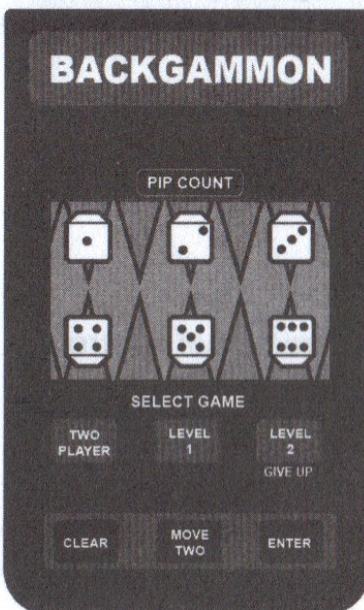 BACKGAMMON
PIP COUNT
SELECT GAME
TWO
PLAYER
LEVEL
1
LEVEL
2
GIVE UP
CLEAR
MOVE
TWO
ENTER